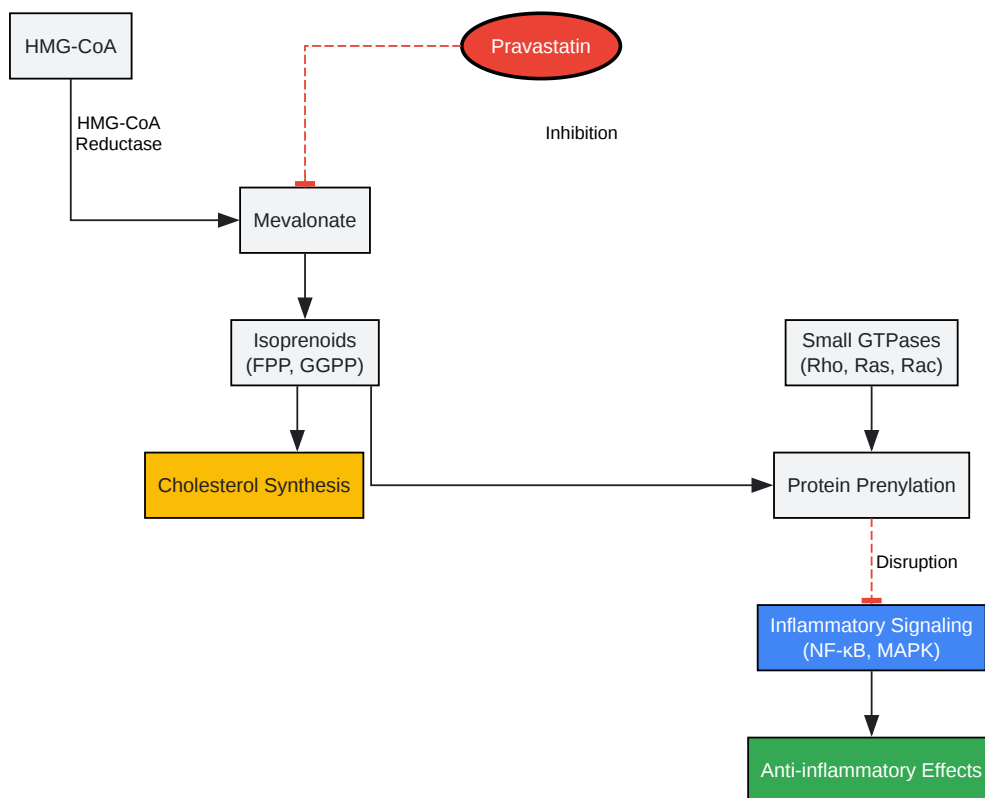 HMG-CoA
Pravastatin
HMG-CoA
Reductase
Inhibition
Mevalonate
Isoprenoids
(FPP, GGPP)
Small GTPases
(Rho, Ras, Rac)
Cholesterol Synthesis
Protein Prenylation
Disruption
Inflammatory Signaling
(NF-κB, MAPK)
Anti-inflammatory Effects